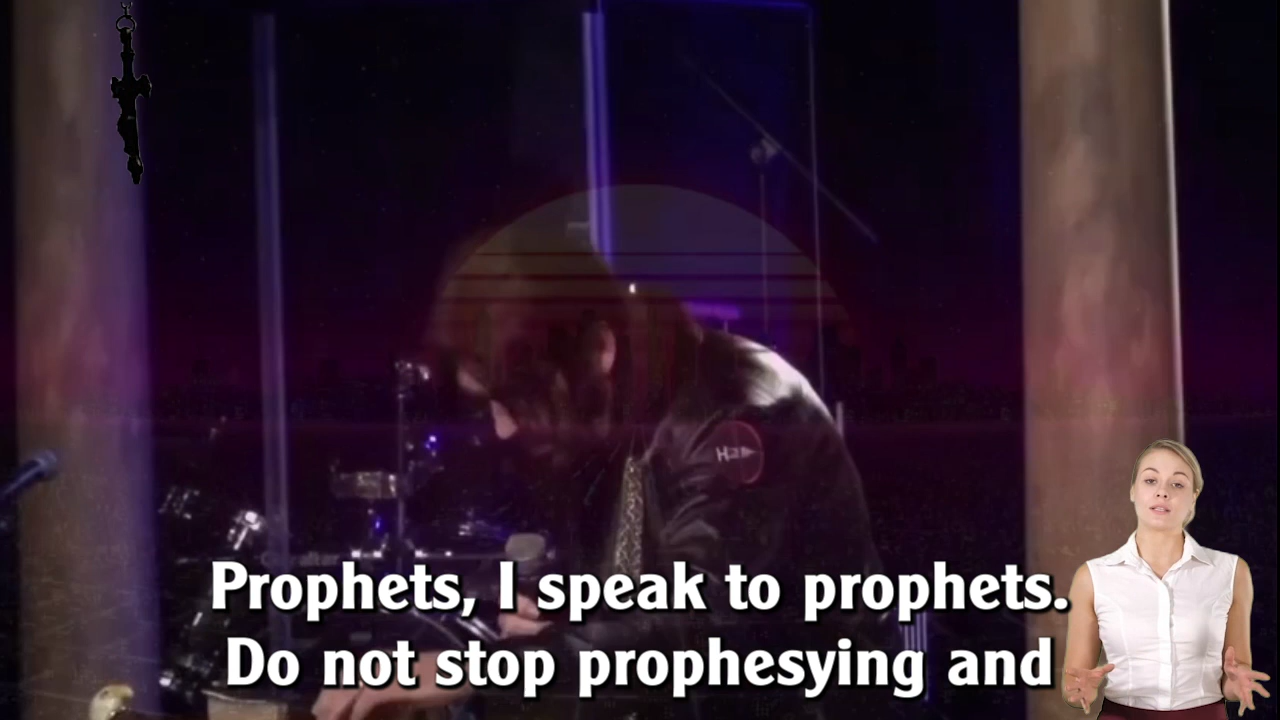 Prophets, I speak to prophets.
Do not stop prophesying and